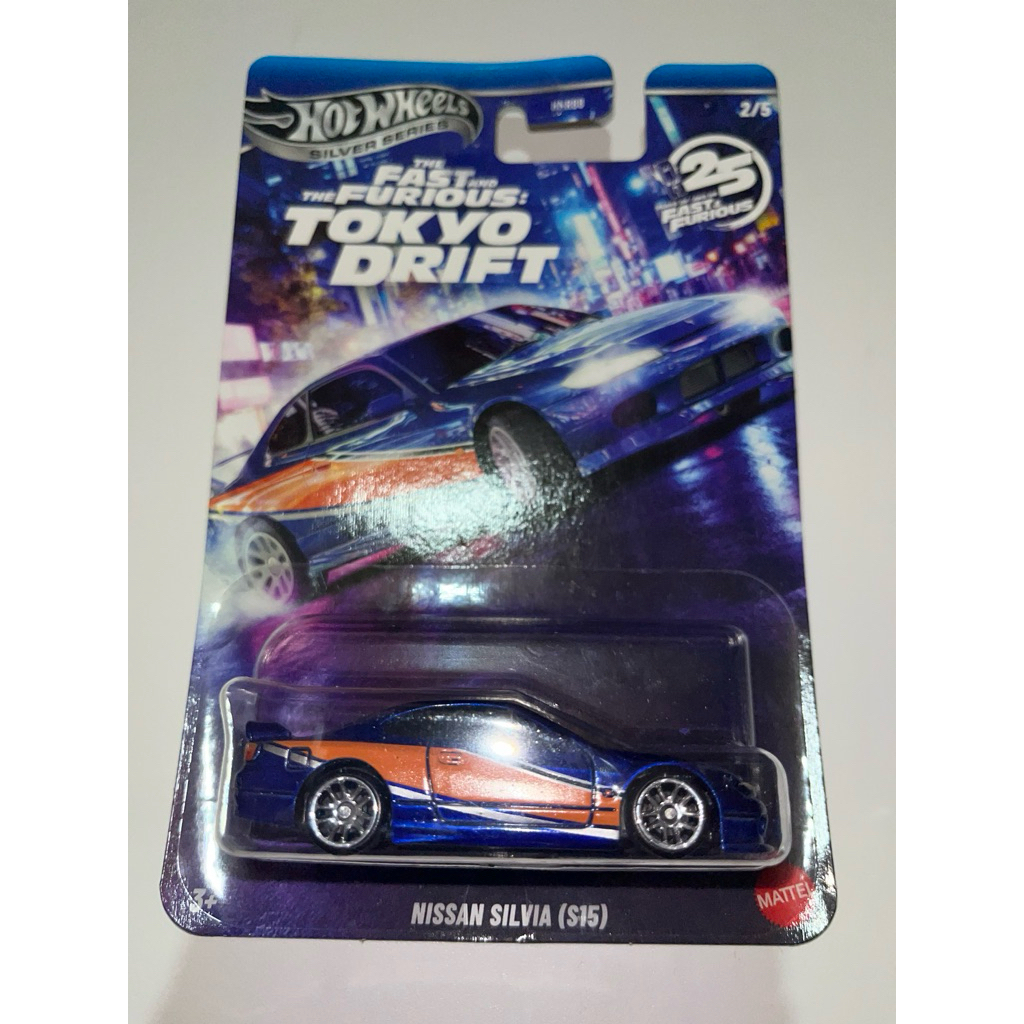 HOT WHEELS
SILVER SERIES
2/5
25
FAST &
FURIOUS
THE
FAST AND
THE FURIOUS:
TOKYO
DRIFT
3+
NISSAN SILVIA (S15)
MATTEL